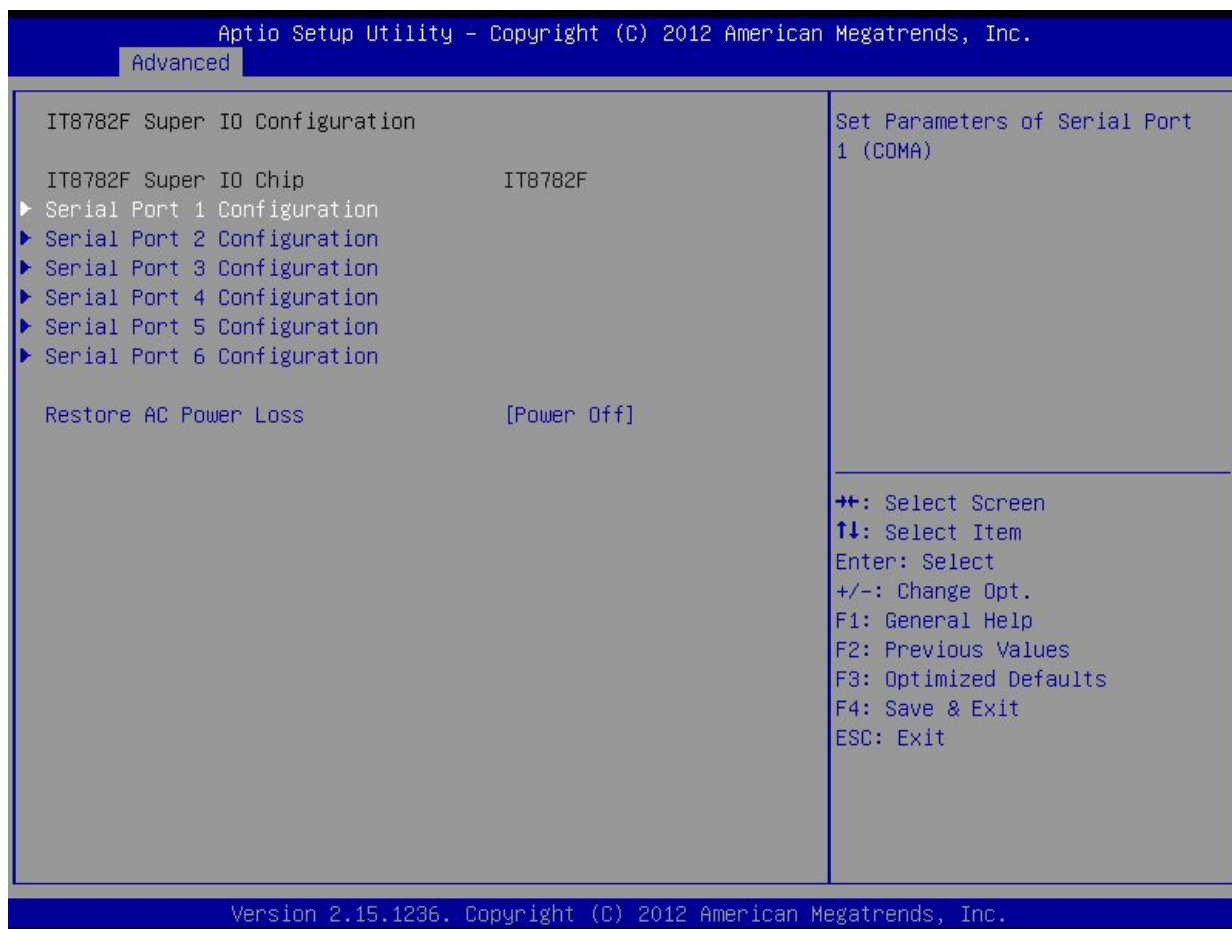 Aptio Setup Utility – Copyright (C) 2012 American Megatrends, Inc.
Advanced
IT8782F Super IO Configuration
IT8782F Super IO Chip IT8782F
Serial Port 1 Configuration
Serial Port 2 Configuration
Serial Port 3 Configuration
Serial Port 4 Configuration
Serial Port 5 Configuration
Serial Port 6 Configuration
Restore AC Power Loss [Power Off]
Set Parameters of Serial Port
1 (COMA)
→←: Select Screen
↑↓: Select Item
Enter: Select
+/-: Change Opt.
F1: General Help
F2: Previous Values
F3: Optimized Defaults
F4: Save & Exit
ESC: Exit
Version 2.15.1236. Copyright (C) 2012 American Megatrends, Inc.